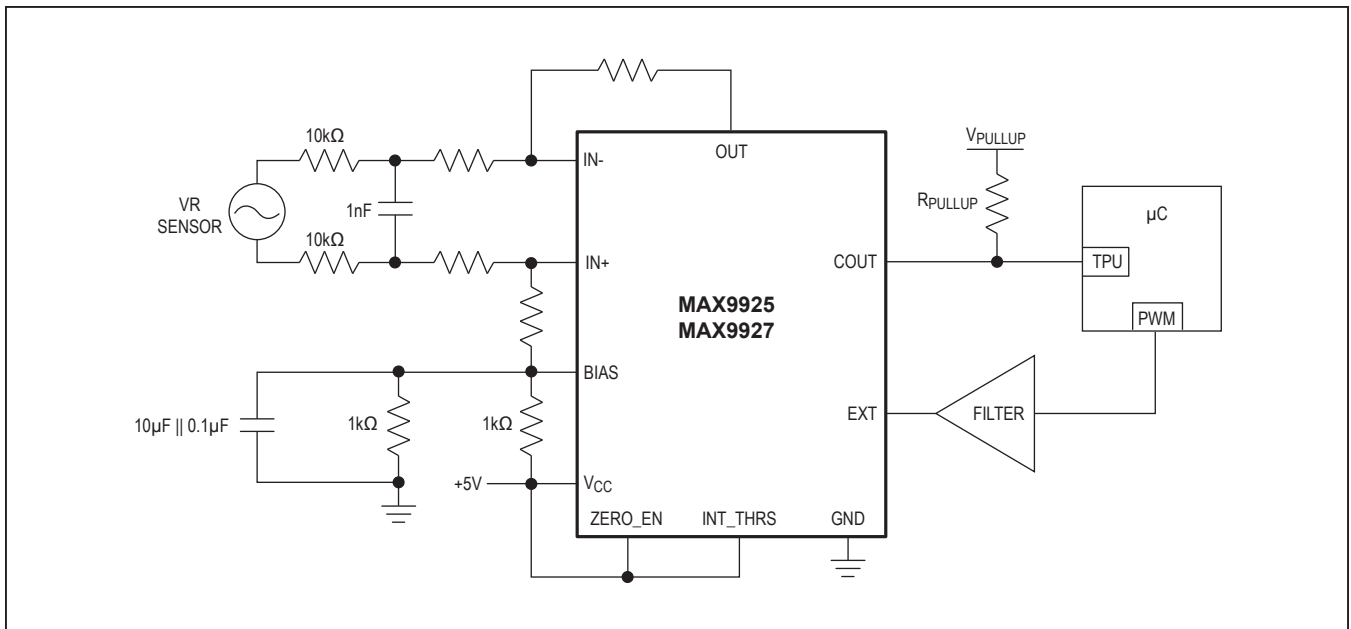 10kΩ
VR
SENSOR
1nF
10kΩ
IN-
OUT
IN+
MAX9925
MAX9927
COUT
VPULLUP
RPULLUP
µC
TPU
PWM
BIAS
10µF || 0.1µF
1kΩ
1kΩ
EXT
FILTER
+5V
VCC
ZERO_EN
INT_THRS
GND